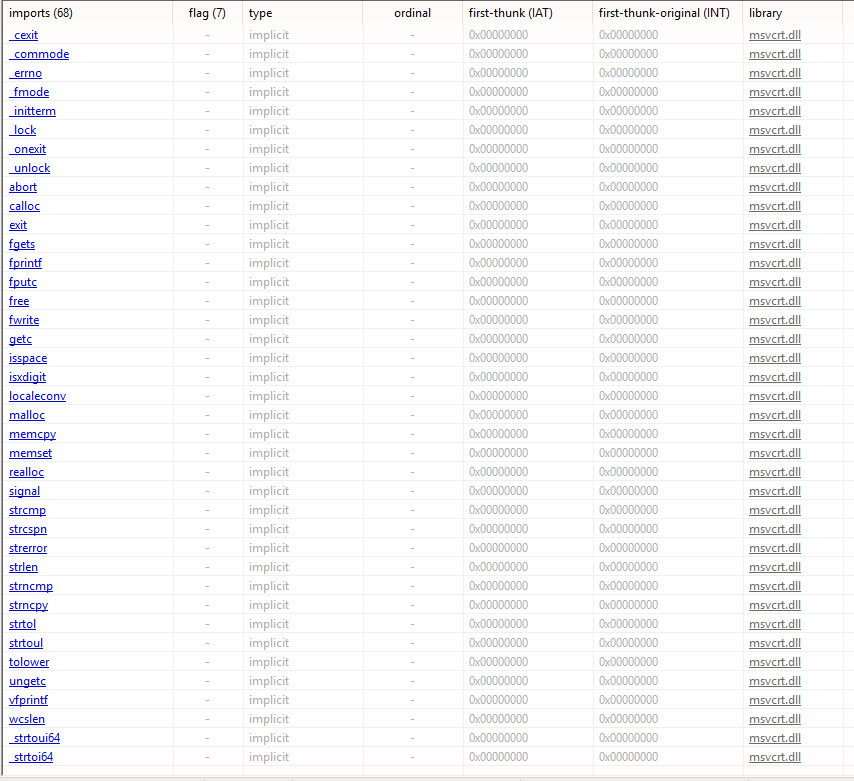 imports (68) flag (7) type ordinal first-thunk (IAT) first-thunk-original (INT) library
_cexit - implicit - 0x00000000 0x00000000 msvcrt.dll
_commode - implicit - 0x00000000 0x00000000 msvcrt.dll
_errno - implicit - 0x00000000 0x00000000 msvcrt.dll
_fmode - implicit - 0x00000000 0x00000000 msvcrt.dll
_initterm - implicit - 0x00000000 0x00000000 msvcrt.dll
_lock - implicit - 0x00000000 0x00000000 msvcrt.dll
_onexit - implicit - 0x00000000 0x00000000 msvcrt.dll
_unlock - implicit - 0x00000000 0x00000000 msvcrt.dll
abort - implicit - 0x00000000 0x00000000 msvcrt.dll
calloc - implicit - 0x00000000 0x00000000 msvcrt.dll
exit - implicit - 0x00000000 0x00000000 msvcrt.dll
fgets - implicit - 0x00000000 0x00000000 msvcrt.dll
fprintf - implicit - 0x00000000 0x00000000 msvcrt.dll
fputc - implicit - 0x00000000 0x00000000 msvcrt.dll
free - implicit - 0x00000000 0x00000000 msvcrt.dll
fwrite - implicit - 0x00000000 0x00000000 msvcrt.dll
getc - implicit - 0x00000000 0x00000000 msvcrt.dll
isspace - implicit - 0x00000000 0x00000000 msvcrt.dll
isxdigit - implicit - 0x00000000 0x00000000 msvcrt.dll
localeconv - implicit - 0x00000000 0x00000000 msvcrt.dll
malloc - implicit - 0x00000000 0x00000000 msvcrt.dll
memcpy - implicit - 0x00000000 0x00000000 msvcrt.dll
memset - implicit - 0x00000000 0x00000000 msvcrt.dll
realloc - implicit - 0x00000000 0x00000000 msvcrt.dll
signal - implicit - 0x00000000 0x00000000 msvcrt.dll
strcmp - implicit - 0x00000000 0x00000000 msvcrt.dll
strcspn - implicit - 0x00000000 0x00000000 msvcrt.dll
strerror - implicit - 0x00000000 0x00000000 msvcrt.dll
strlen - implicit - 0x00000000 0x00000000 msvcrt.dll
strncmp - implicit - 0x00000000 0x00000000 msvcrt.dll
strncpy - implicit - 0x00000000 0x00000000 msvcrt.dll
strtol - implicit - 0x00000000 0x00000000 msvcrt.dll
strtoul - implicit - 0x00000000 0x00000000 msvcrt.dll
tolower - implicit - 0x00000000 0x00000000 msvcrt.dll
ungetc - implicit - 0x00000000 0x00000000 msvcrt.dll
vfprintf - implicit - 0x00000000 0x00000000 msvcrt.dll
wcslen - implicit - 0x00000000 0x00000000 msvcrt.dll
_strtoui64 - implicit - 0x00000000 0x00000000 msvcrt.dll
_strtoi64 - implicit - 0x00000000 0x00000000 msvcrt.dll